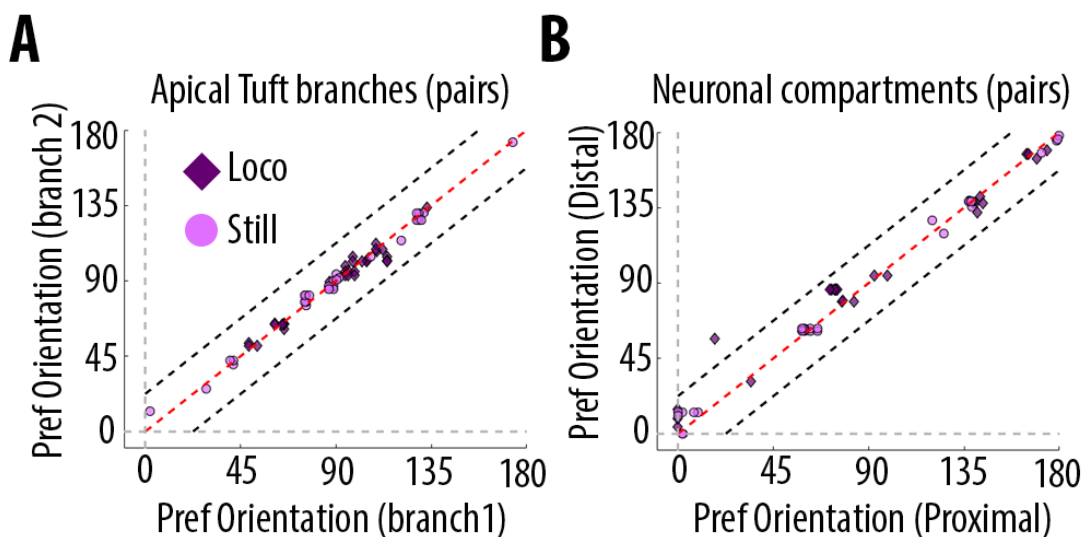 A
Apical Tuft branches (pairs)
Pref Orientation (branch 2)
180
135
90
45
0
Loco
Still
0 45 90 135 180
Pref Orientation (branch1)
B
Neuronal compartments (pairs)
Pref Orientation (Distal)
180
135
90
45
0
0 45 90 135 180
Pref Orientation (Proximal)